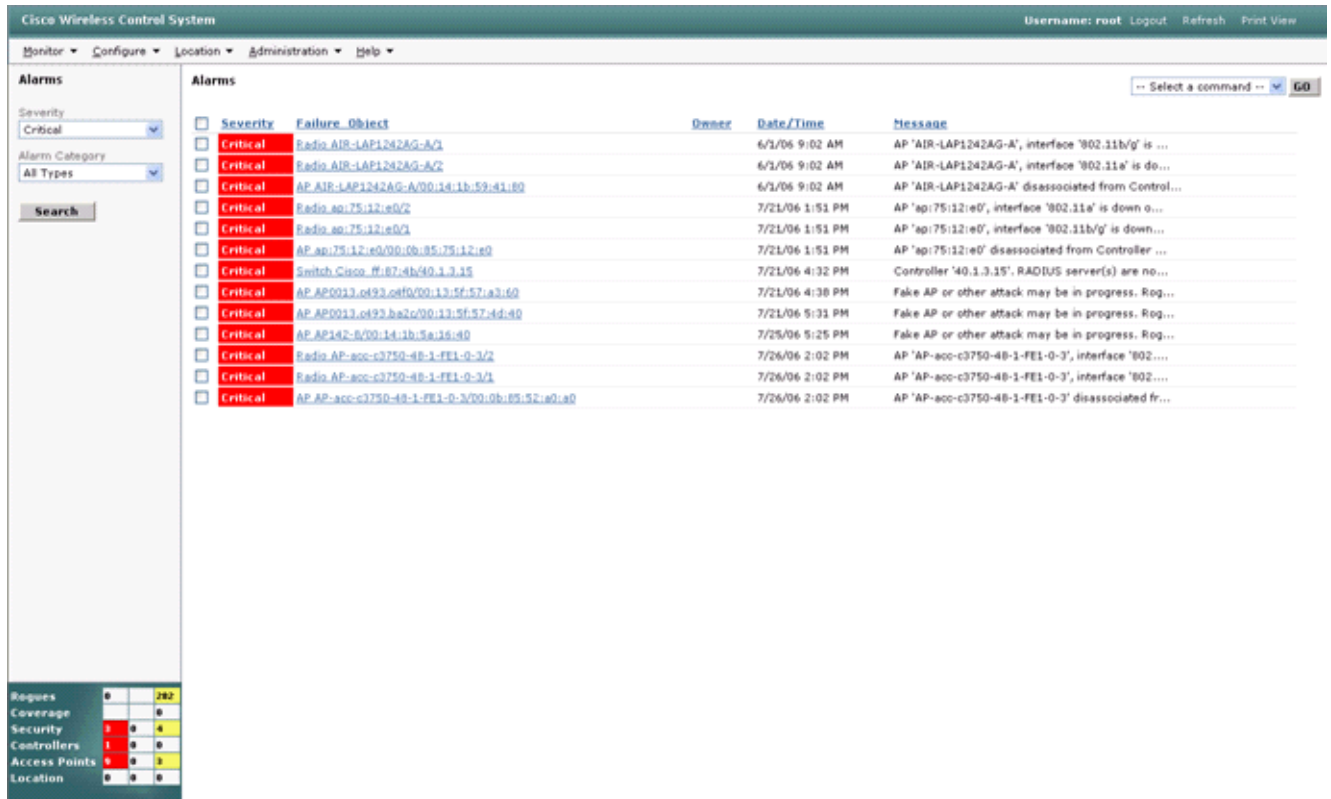 Cisco Wireless Control System
Username: root Logout Refresh Print View
Monitor Configure Location Administration Help
Alarms
Severity
Critical
Alarm Category
All Types
Search
Alarms
-- Select a command -- GO
Severity Failure Object Owner Date/Time Message
Critical Radio AIR-LAP1242AG-A/1 6/1/06 9:02 AM AP 'AIR-LAP1242AG-A', interface '802.11b/g' is ...
Critical Radio AIR-LAP1242AG-A/2 6/1/06 9:02 AM AP 'AIR-LAP1242AG-A', interface '802.11a' is do...
Critical AP AIR-LAP1242AG-A/00:14:1b:59:41:80 6/1/06 9:02 AM AP 'AIR-LAP1242AG-A' disassociated from Control...
Critical Radio ap:75:12:e0/2 7/21/06 1:51 PM AP 'ap:75:12:e0', interface '802.11a' is down o...
Critical Radio ap:75:12:e0/1 7/21/06 1:51 PM AP 'ap:75:12:e0', interface '802.11b/g' is down...
Critical AP ap:75:12:e0/00:0b:85:75:12:e0 7/21/06 1:51 PM AP 'ap:75:12:e0' disassociated from Controller ...
Critical Switch Cisco_ff:87:4b/40.1.3.15 7/21/06 4:32 PM Controller '40.1.3.15'. RADIUS server(s) are no...
Critical AP AP0013.c493.c4f0/00:13:5f:57:a3:60 7/21/06 4:38 PM Fake AP or other attack may be in progress. Rog...
Critical AP AP0013.c493.ba2c/00:13:5f:57:4d:40 7/21/06 5:31 PM Fake AP or other attack may be in progress. Rog...
Critical AP AP142-8/00:14:1b:5a:16:40 7/25/06 5:25 PM Fake AP or other attack may be in progress. Rog...
Critical Radio AP-acc-c3750-48-1-FE1-0-3/2 7/26/06 2:02 PM AP 'AP-acc-c3750-48-1-FE1-0-3', interface '802....
Critical Radio AP-acc-c3750-48-1-FE1-0-3/1 7/26/06 2:02 PM AP 'AP-acc-c3750-48-1-FE1-0-3', interface '802....
Critical AP AP-acc-c3750-48-1-FE1-0-3/00:0b:85:52:a0:a0 7/26/06 2:02 PM AP 'AP-acc-c3750-48-1-FE1-0-3' disassociated fr...
Rogues 0 282
Coverage 0
Security 3 0 4
Controllers 1 0 0
Access Points 9 0 3
Location 0 0 0